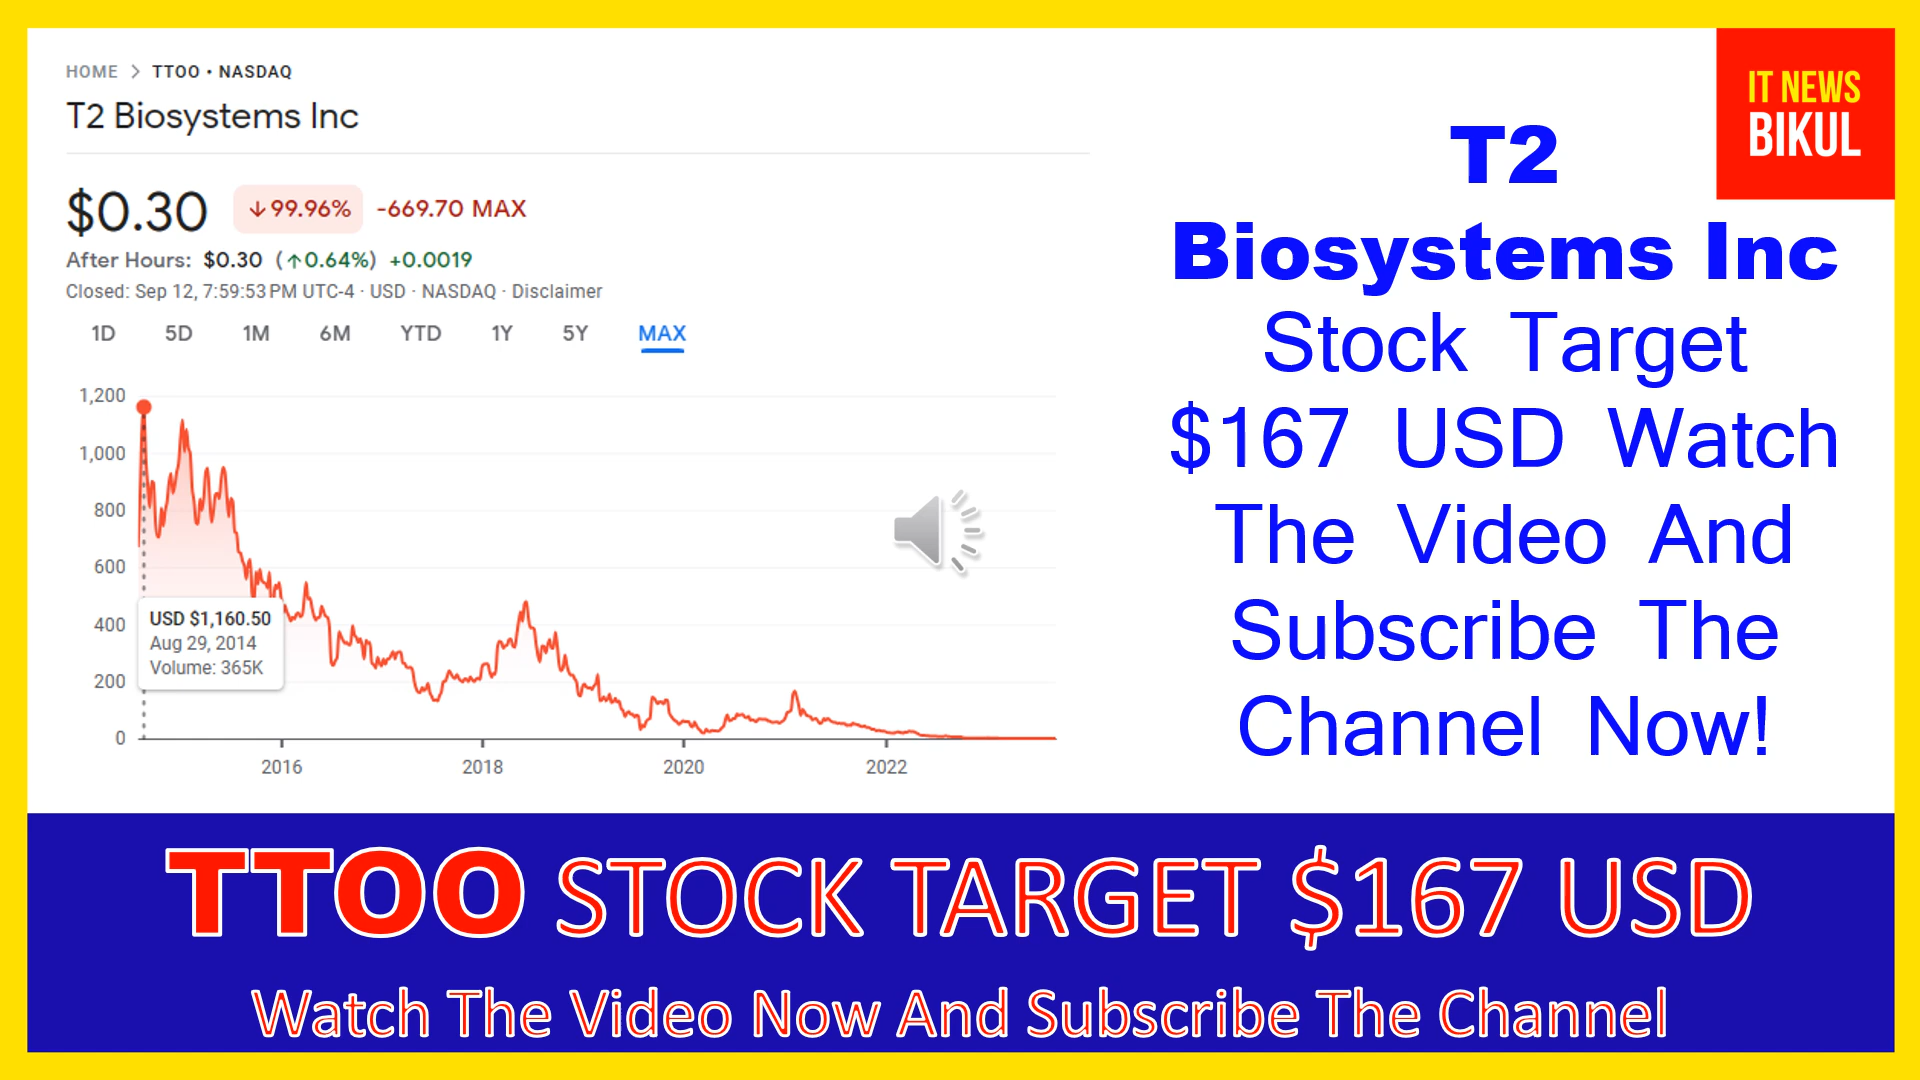 HOME > TTOO • NASDAQ
T2 Biosystems Inc
$0.30 ↓99.96% -669.70 MAX
After Hours: $0.30 (↑0.64%) +0.0019
Closed: Sep 12, 7:59:53 PM UTC-4 · USD · NASDAQ · Disclaimer
1D 5D 1M 6M YTD 1Y 5Y MAX
1,200
1,000
800
600
400
200
0
USD $1,160.50
Aug 29, 2014
Volume: 365K
2016 2018 2020 2022
IT NEWS
BIKUL
T2
Biosystems Inc
Stock Target
$167 USD Watch
The Video And
Subscribe The
Channel Now!
TTOO STOCK TARGET $167 USD
Watch The Video Now And Subscribe The Channel